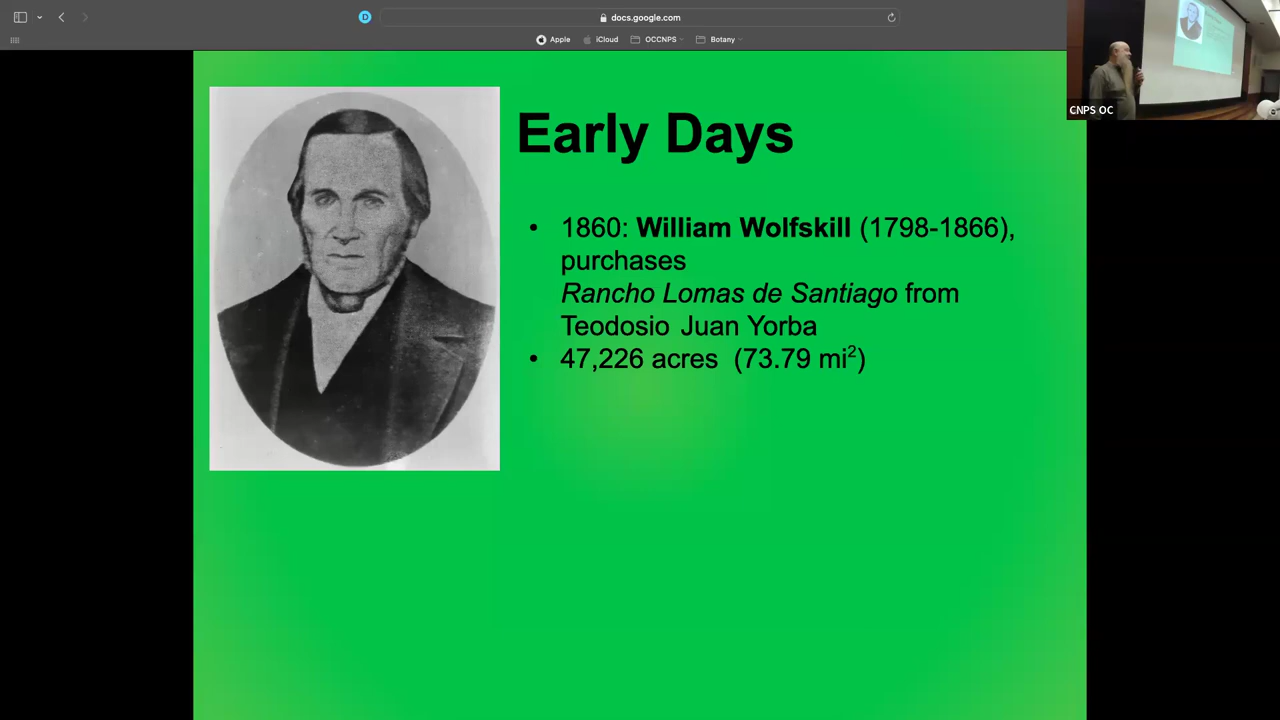 docs.google.com
Apple
iCloud
OCCNPS
Botany
CNPS OC
Early Days
• 1860: William Wolfskill (1798-1866),
purchases
Rancho Lomas de Santiago from
Teodosio Juan Yorba
• 47,226 acres (73.79 mi²)